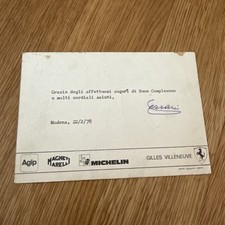 Grazie degli affettuosi auguri di Buon Compleanno
e molti cordiali saluti,
Modena, 22/2/78
Agip
MAGNETI
MARELLI
MICHELIN
GILLES VILLENEUVE